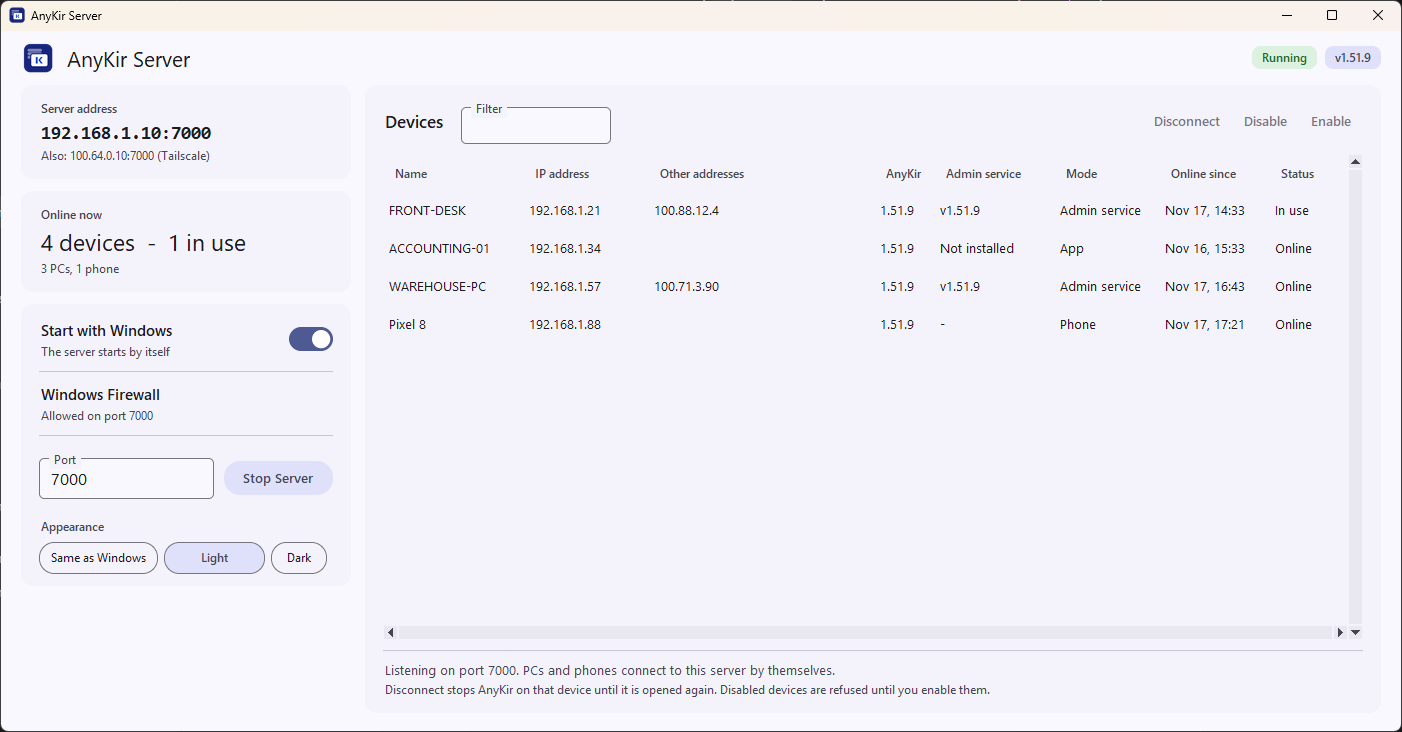 AnyKir Server
AnyKir Server
Running
v1.51.9
Server address
192.168.1.10:7000
Also: 100.64.0.10:7000 (Tailscale)
Online now
4 devices - 1 in use
3 PCs, 1 phone
Start with Windows
The server starts by itself
Windows Firewall
Allowed on port 7000
Port
7000
Stop Server
Appearance
Same as Windows Light Dark
Devices
Filter
Disconnect Disable Enable
Name IP address Other addresses AnyKir Admin service Mode Online since Status
FRONT-DESK 192.168.1.21 100.88.12.4 1.51.9 v1.51.9 Admin service Nov 17, 14:33 In use
ACCOUNTING-01 192.168.1.34 1.51.9 Not installed App Nov 16, 15:33 Online
WAREHOUSE-PC 192.168.1.57 100.71.3.90 1.51.9 v1.51.9 Admin service Nov 17, 16:43 Online
Pixel 8 192.168.1.88 1.51.9 - Phone Nov 17, 17:21 Online
Listening on port 7000. PCs and phones connect to this server by themselves.
Disconnect stops AnyKir on that device until it is opened again. Disabled devices are refused until you enable them.